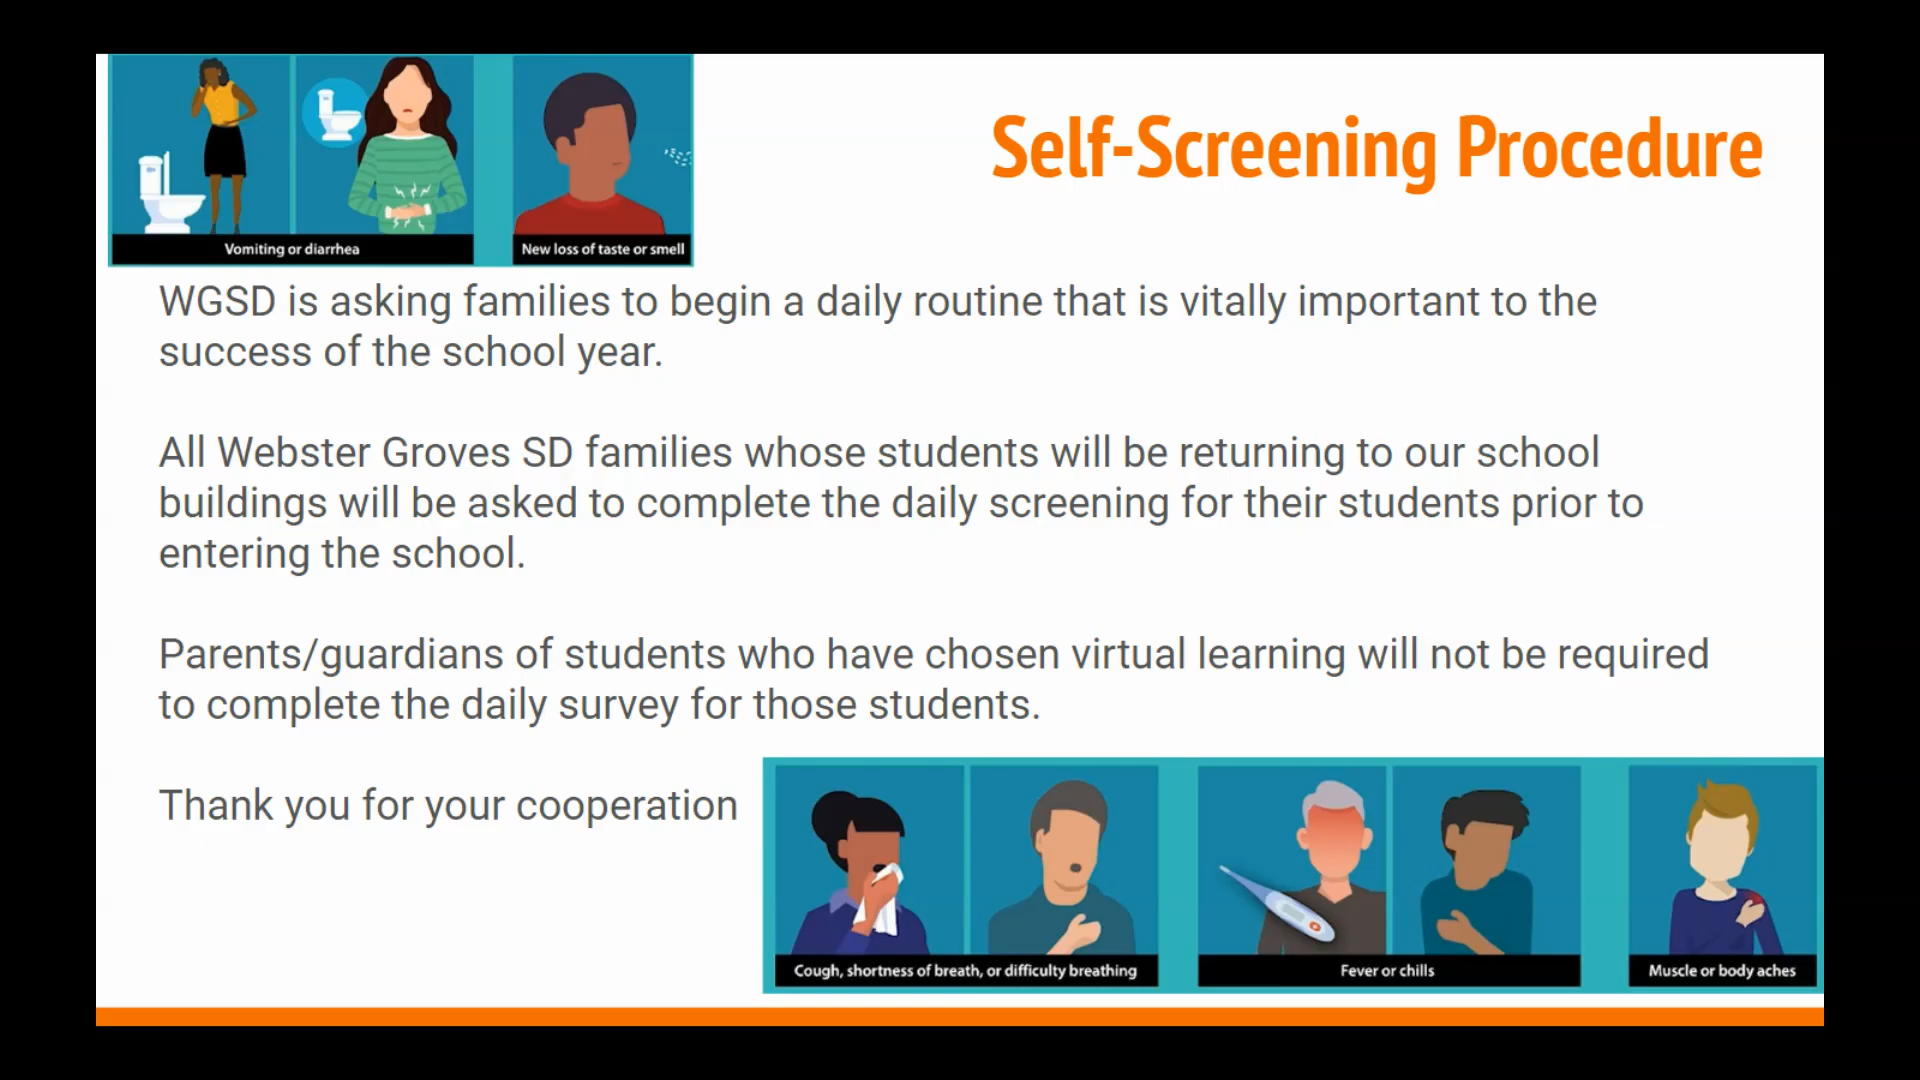 Vomiting or diarrhea
New loss of taste or smell
Self-Screening Procedure
WGSD is asking families to begin a daily routine that is vitally important to the
success of the school year.
All Webster Groves SD families whose students will be returning to our school
buildings will be asked to complete the daily screening for their students prior to
entering the school.
Parents/guardians of students who have chosen virtual learning will not be required
to complete the daily survey for those students.
Thank you for your cooperation
Cough, shortness of breath, or difficulty breathing
Fever or chills
Muscle or body aches